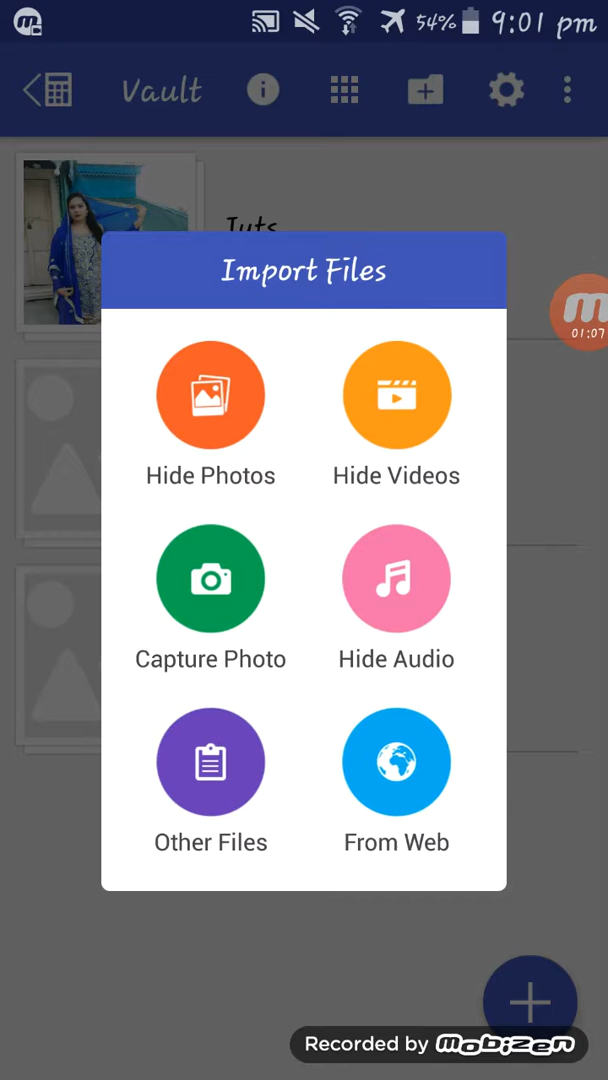 54% 9:01 pm
Vault
Tuts
Import Files
01:07
Hide Photos Hide Videos
Capture Photo Hide Audio
Other Files From Web
Recorded by mobizen